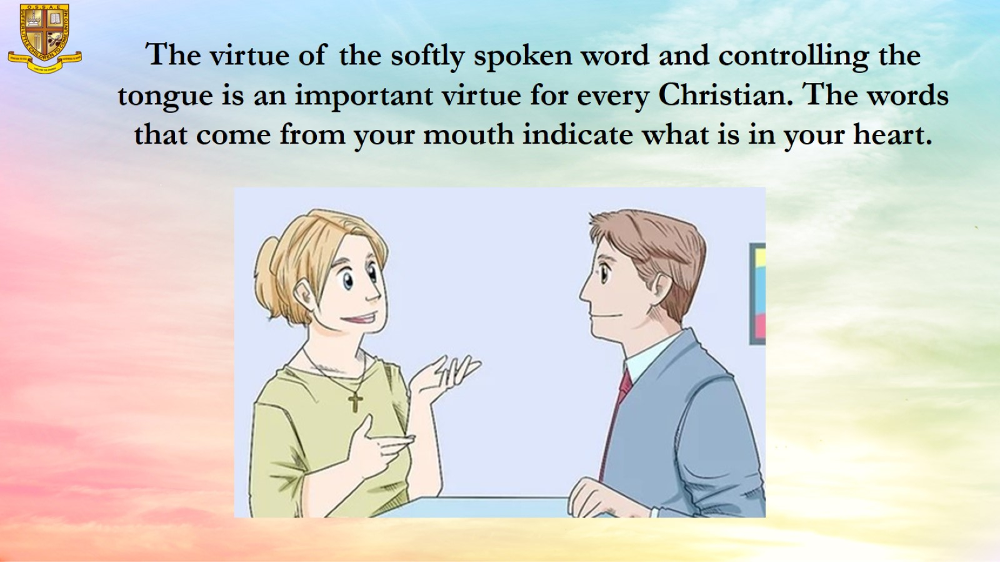 O.S.S.A.E
SUFFER LITTLE CHILDREN TO COME UNTO ME
The virtue of the softly spoken word and controlling the
tongue is an important virtue for every Christian. The words
that come from your mouth indicate what is in your heart.